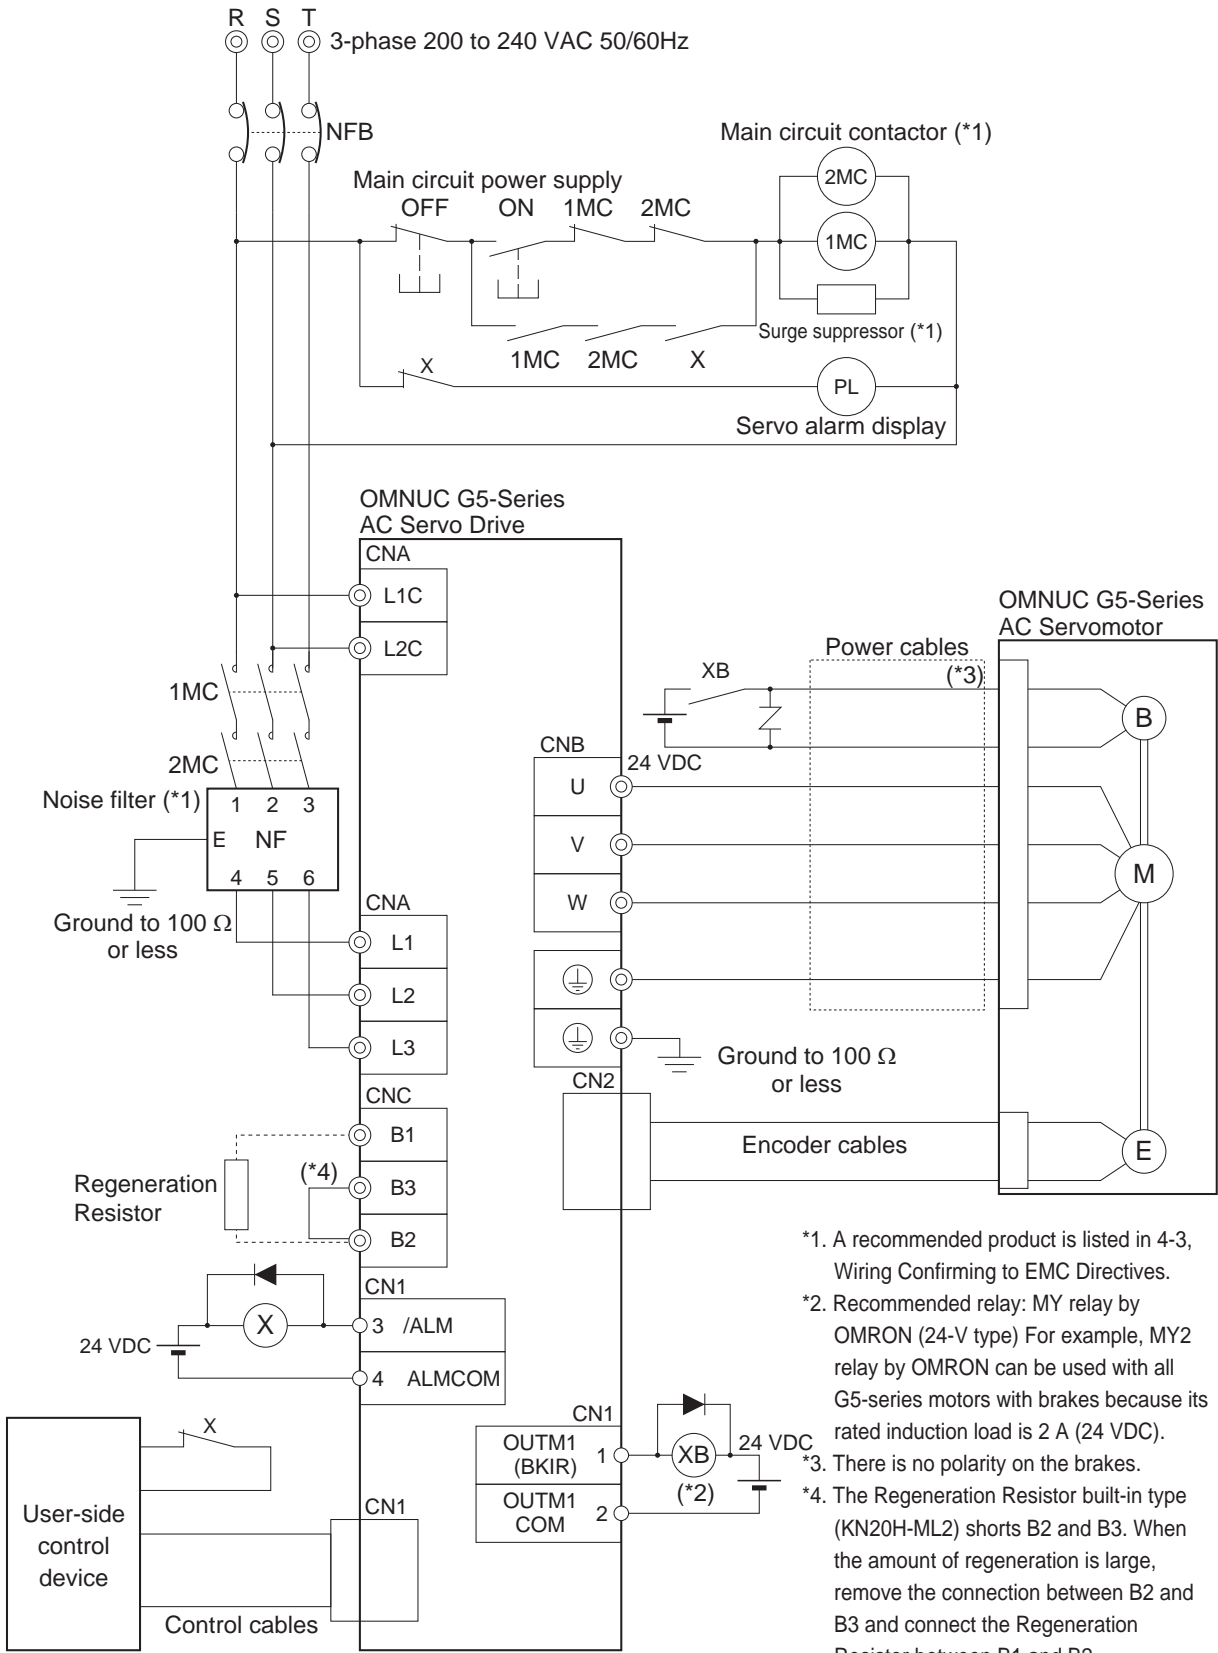 R S T
3-phase 200 to 240 VAC 50/60Hz
NFB
Main circuit contactor (*1)
Main circuit power supply
OFF ON 1MC 2MC
2MC
1MC
Surge suppressor (*1)
1MC 2MC X
X
PL
Servo alarm display
OMNUC G5-Series
AC Servo Drive
CNA
L1C
L2C
1MC
2MC
Noise filter (*1)
1 2 3
E NF
4 5 6
Ground to 100 Ω
or less
CNA
L1
L2
L3
CNC
B1
B3
B2
(*4)
Regeneration
Resistor
CN1
X
3 /ALM
24 VDC
4 ALMCOM
X
User-side
control
device
CN1
Control cables
OMNUC G5-Series
AC Servomotor
Power cables
(*3)
XB
24 VDC
B
CNB
U
V
W
M
Ground to 100 Ω
or less
CN2
Encoder cables
E
CN1
OUTM1
(BKIR)
1
XB
24 VDC
(*2)
OUTM1
COM
2
*1. A recommended product is listed in 4-3,
Wiring Confirming to EMC Directives.
*2. Recommended relay: MY relay by
OMRON (24-V type) For example, MY2
relay by OMRON can be used with all
G5-series motors with brakes because its
rated induction load is 2 A (24 VDC).
*3. There is no polarity on the brakes.
*4. The Regeneration Resistor built-in type
(KN20H-ML2) shorts B2 and B3. When
the amount of regeneration is large,
remove the connection between B2 and
B3 and connect the Regeneration
Resistor between B1 and B2